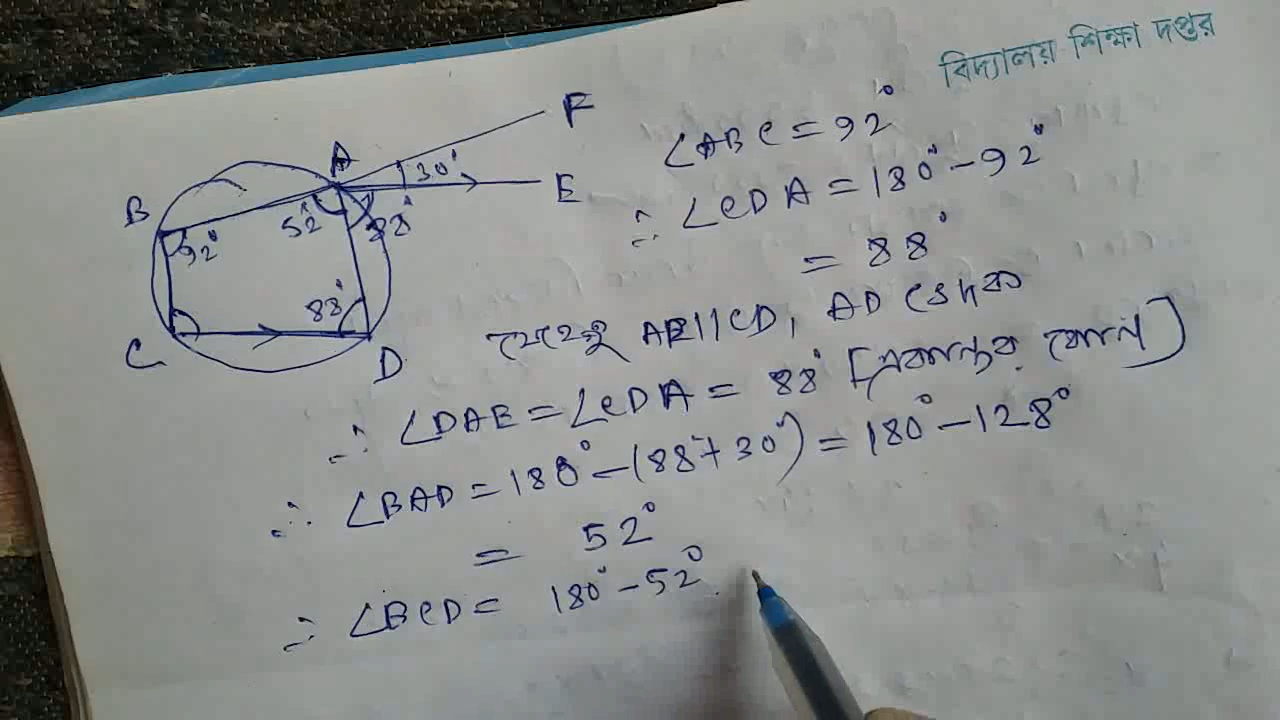 বিদ্যালয় শিক্ষা দপ্তর
F
A
30°
E
B
52°
88°
92°
88°
C
D
∠ABC = 92°
∴ ∠CDA = 180° - 92°
= 88°
যেহেতু AE||CD, AD ছেদক
∴ ∠DAE = ∠CDA = 88° [একান্তর কোণ]
∴ ∠BAD = 180° - (88°+30°) = 180° - 128°
= 52°
∴ ∠BCD = 180° - 52°